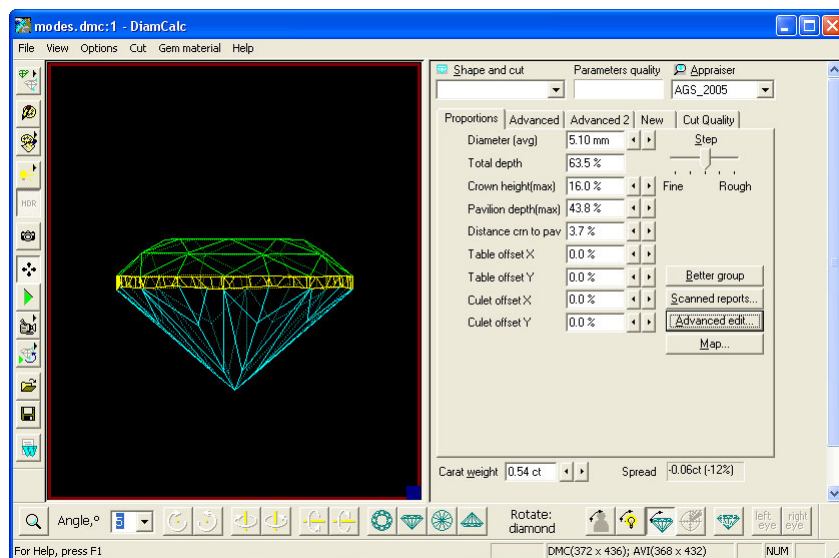 modes.dmc:1 - DiamCalc
File View Options Cut Gem material Help
Shape and cut Parameters quality Appraiser
AGS_2005
Proportions Advanced Advanced 2 New Cut Quality
Diameter (avg) 5.10 mm Step
Total depth 63.5 %
Crown height(max) 16.0 % Fine Rough
Pavilion depth(max) 43.8 %
Distance crn to pav 3.7 %
Table offset X 0.0 %
Table offset Y 0.0 % Better group
Culet offset X 0.0 % Scanned reports...
Culet offset Y 0.0 % Advanced edit...
Map...
HDR
Carat weight 0.54 ct Spread -0.06ct (-12%)
Angle,° 5 Rotate: diamond left eye right eye
For Help, press F1 DMC(372 x 436); AVI(368 x 432) NUM